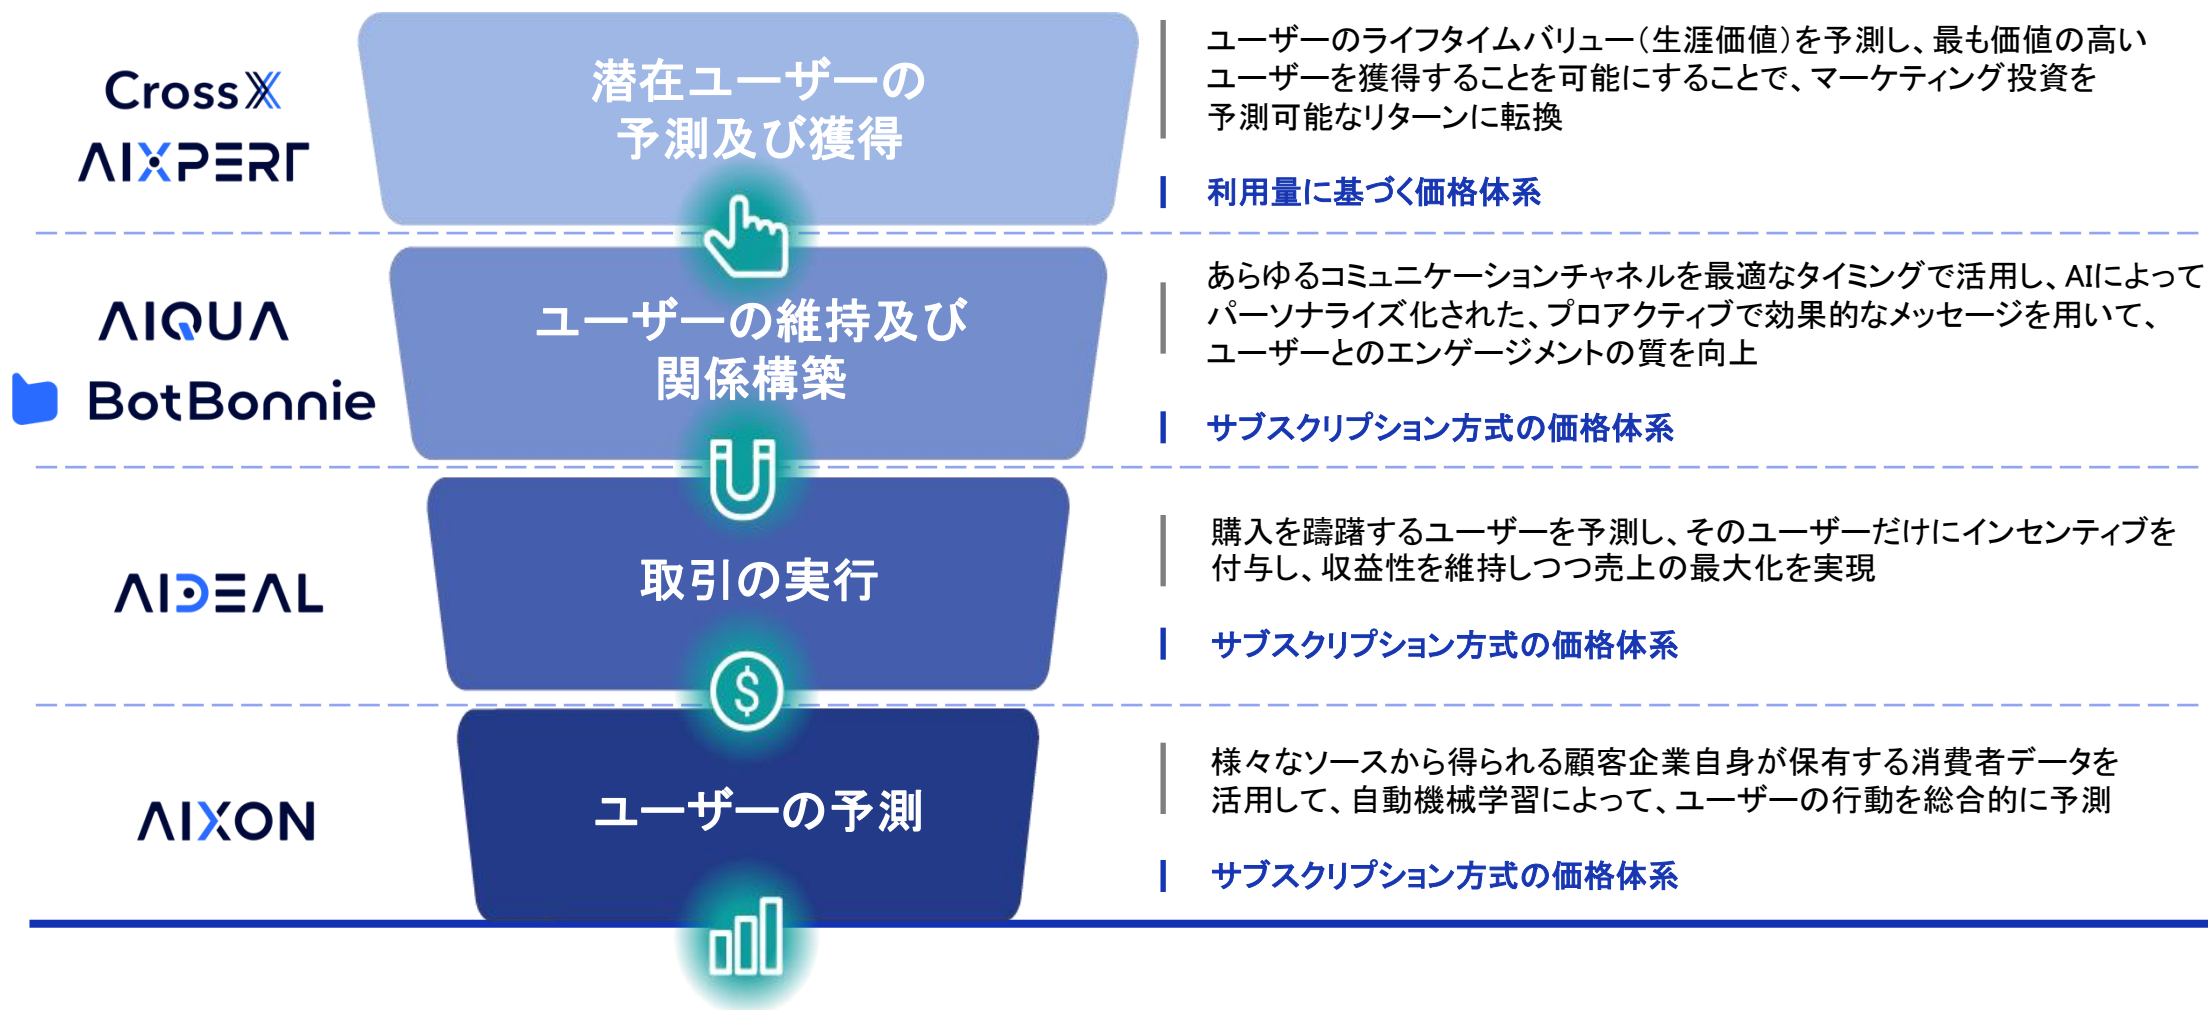 CrossX
AIXPERT
潜在ユーザーの
予測及び獲得
ユーザーのライフタイムバリュー（生涯価値）を予測し、最も価値の高い
ユーザーを獲得することを可能にすることで、マーケティング投資を
予測可能なリターンに転換
利用量に基づく価格体系
AIQUA
BotBonnie
ユーザーの維持及び
関係構築
あらゆるコミュニケーションチャネルを最適なタイミングで活用し、AIによって
パーソナライズ化された、プロアクティブで効果的なメッセージを用いて、
ユーザーとのエンゲージメントの質を向上
サブスクリプション方式の価格体系
AIDEAL
取引の実行
購入を躊躇するユーザーを予測し、そのユーザーだけにインセンティブを
付与し、収益性を維持しつつ売上の最大化を実現
サブスクリプション方式の価格体系
$
AIXON
ユーザーの予測
様々なソースから得られる顧客企業自身が保有する消費者データを
活用して、自動機械学習によって、ユーザーの行動を総合的に予測
サブスクリプション方式の価格体系